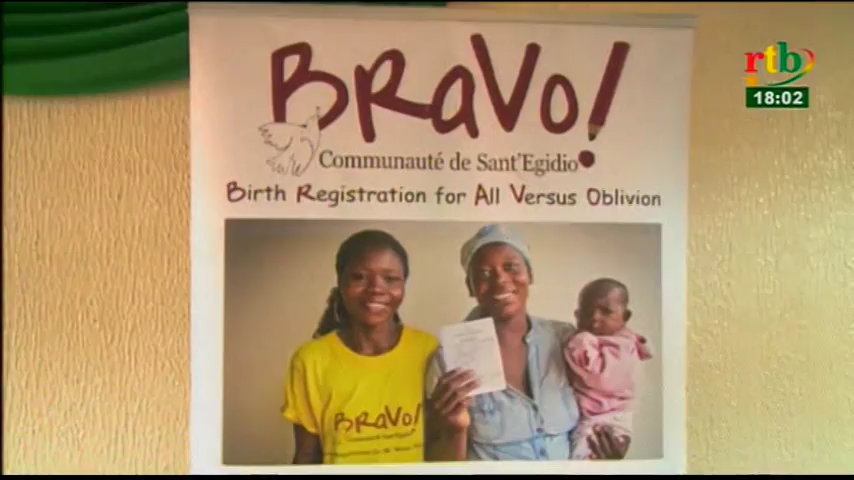 BRaVo!
Communauté de Sant'Egidio
Birth Registration for All Versus Oblivion
rtb
18:02
BRaVo!